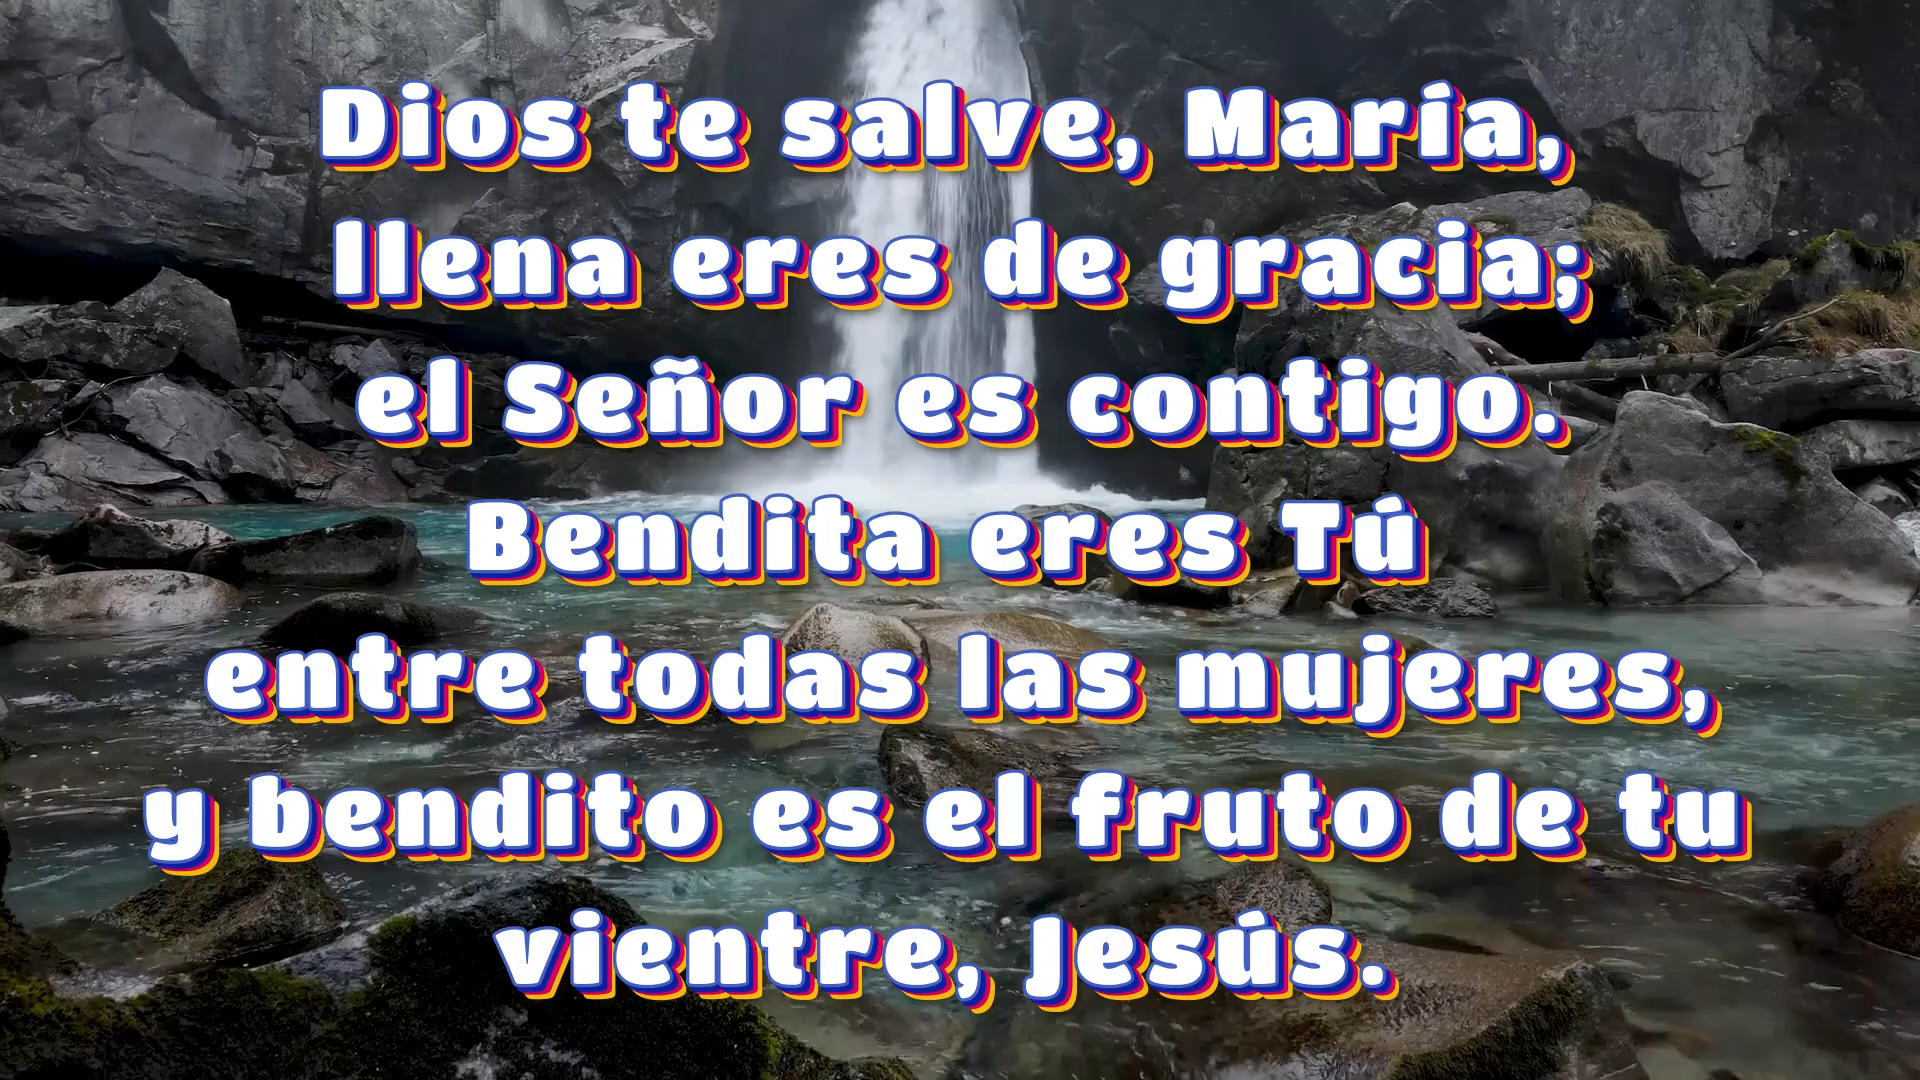 Dios te salve, María,
llena eres de gracia;
el Señor es contigo.
Bendita eres Tú
entre todas las mujeres,
y bendito es el fruto de tu
vientre, Jesús.